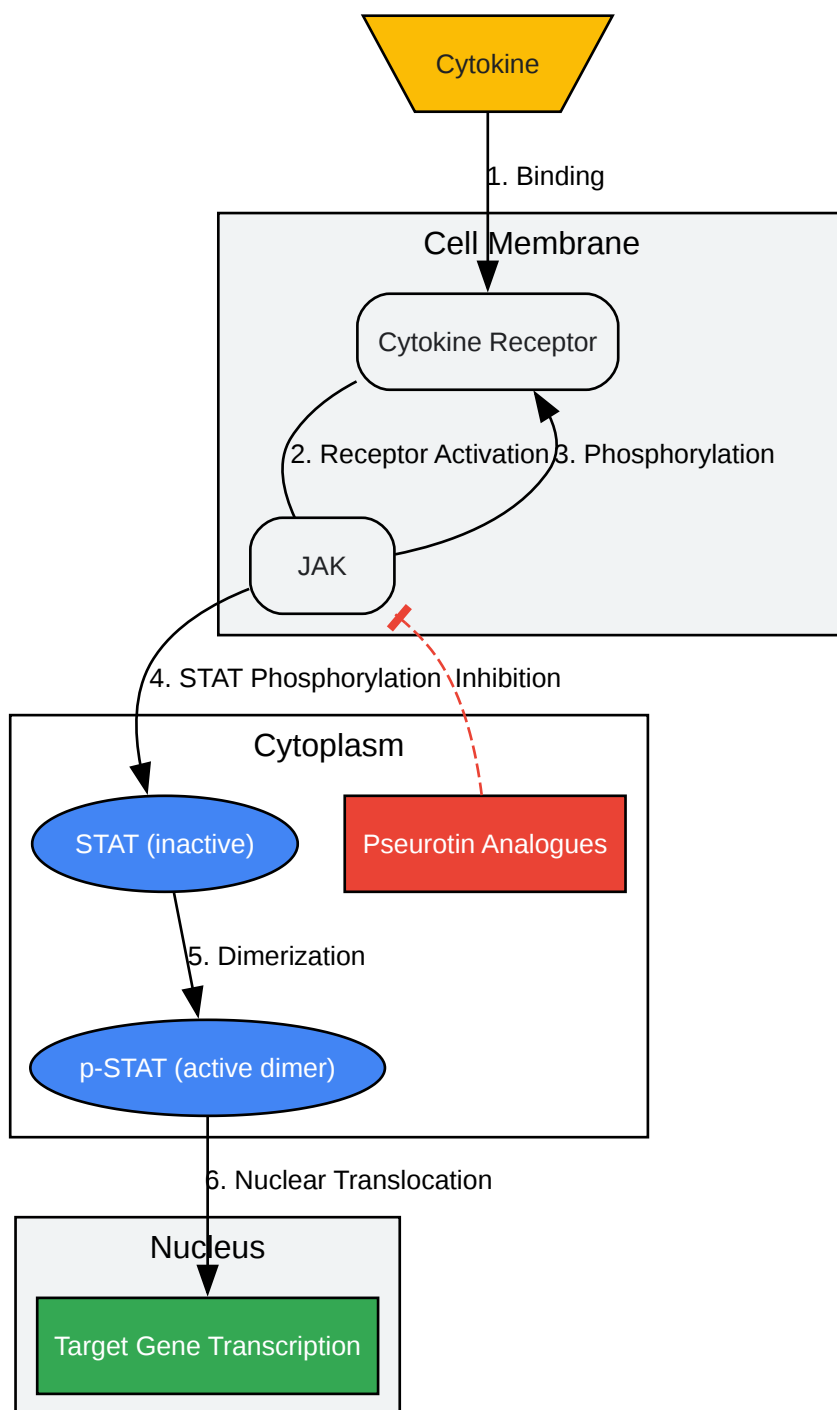 Cytokine
1. Binding
Cell Membrane
Cytokine Receptor
2. Receptor Activation
3. Phosphorylation
JAK
4. STAT Phosphorylation
Inhibition
Cytoplasm
STAT (inactive)
Pseurotin Analogues
5. Dimerization
p-STAT (active dimer)
6. Nuclear Translocation
Nucleus
Target Gene Transcription